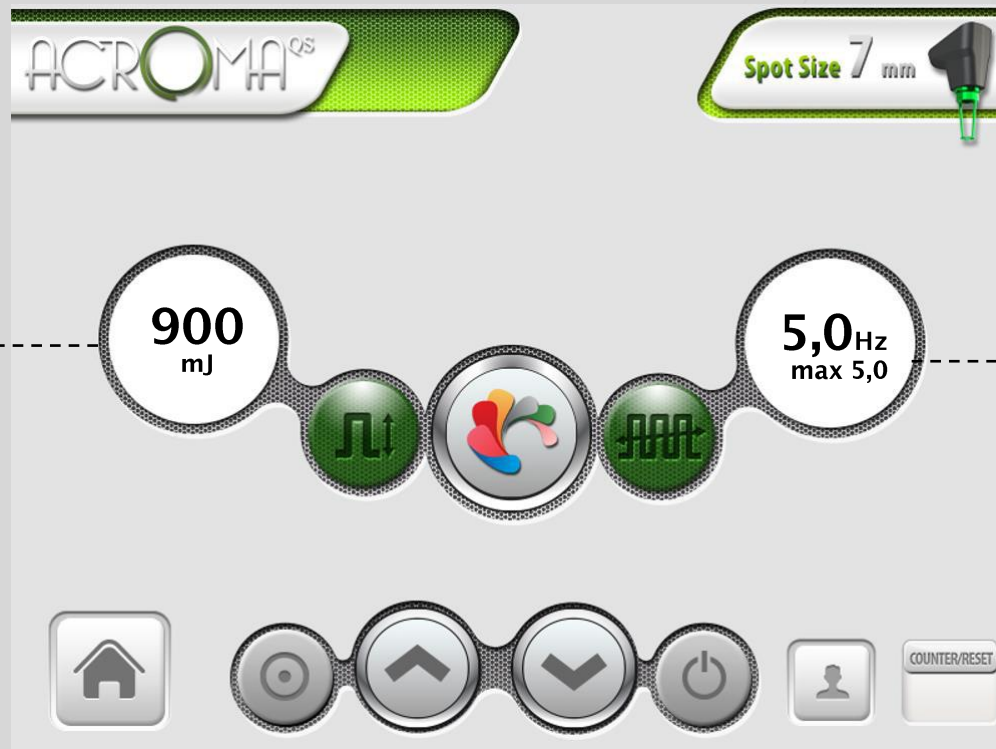 ACROMA QS
Spot Size 7 mm
900
mJ
5,0Hz
max 5,0
COUNTER/RESET